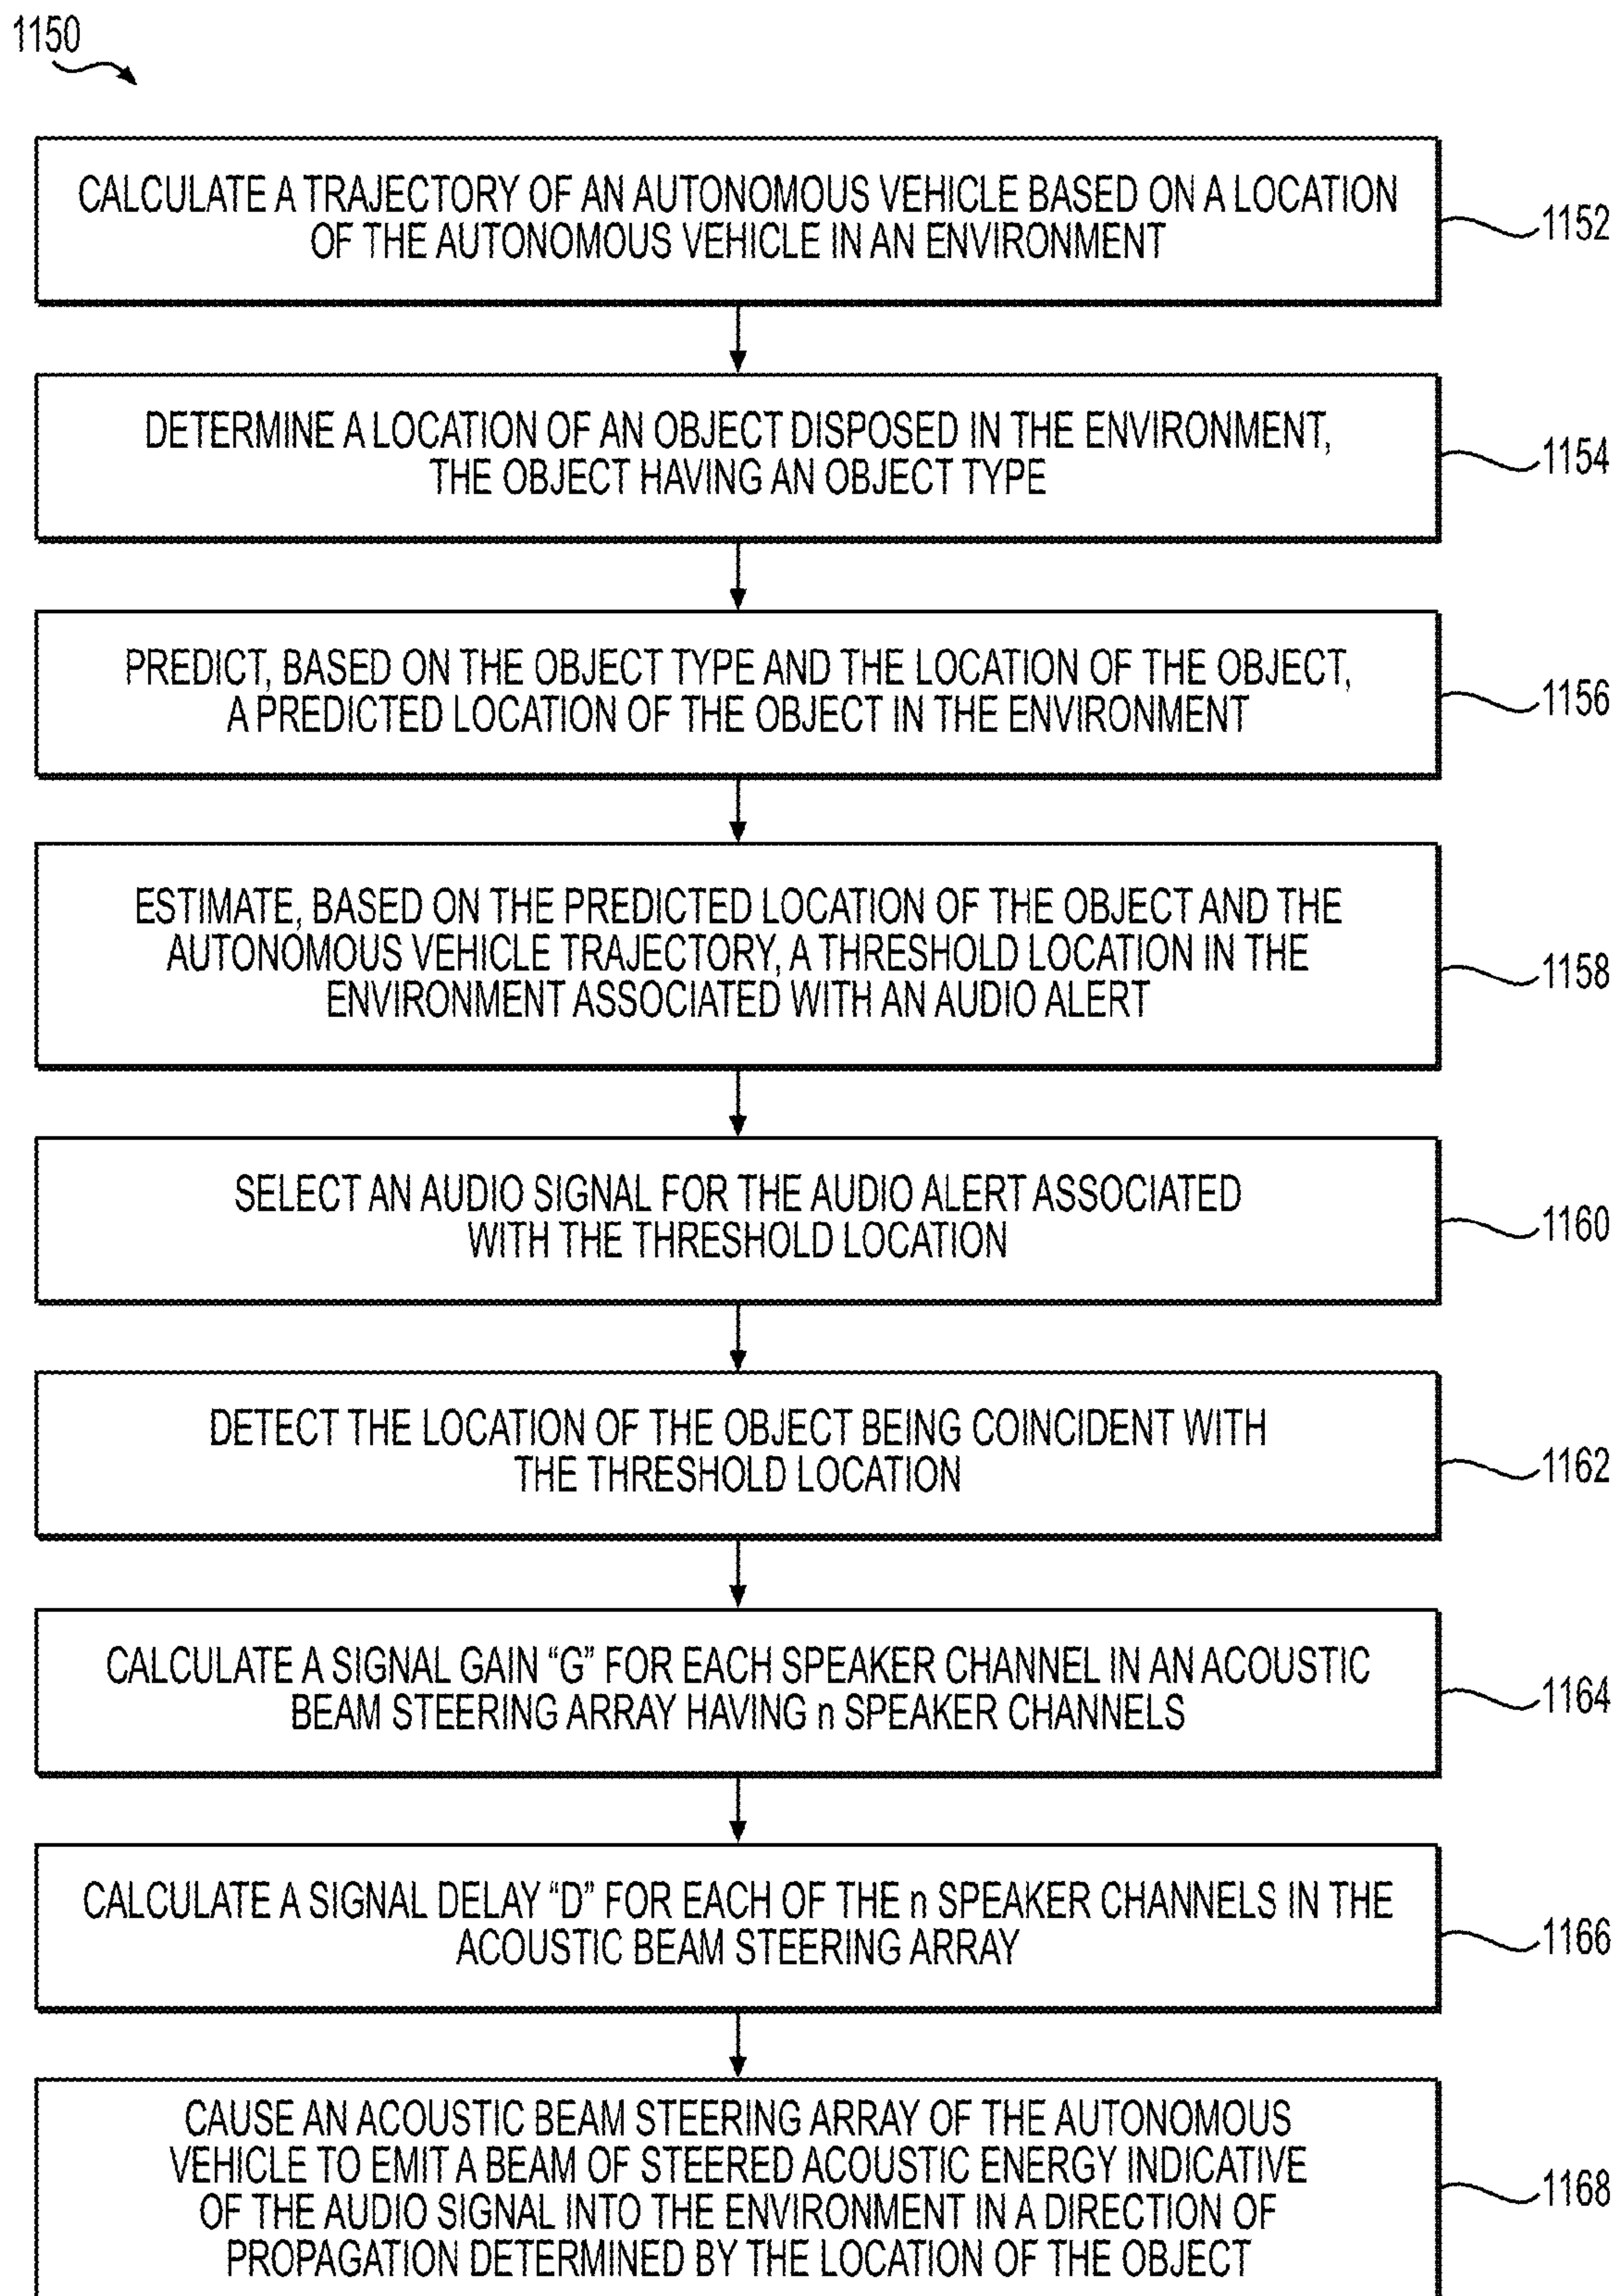 1150
CALCULATE A TRAJECTORY OF AN AUTONOMOUS VEHICLE BASED ON A LOCATION
OF THE AUTONOMOUS VEHICLE IN AN ENVIRONMENT
1152
DETERMINE A LOCATION OF AN OBJECT DISPOSED IN THE ENVIRONMENT,
THE OBJECT HAVING AN OBJECT TYPE
1154
PREDICT, BASED ON THE OBJECT TYPE AND THE LOCATION OF THE OBJECT,
A PREDICTED LOCATION OF THE OBJECT IN THE ENVIRONMENT
1156
ESTIMATE, BASED ON THE PREDICTED LOCATION OF THE OBJECT AND THE
AUTONOMOUS VEHICLE TRAJECTORY, A THRESHOLD LOCATION IN THE
ENVIRONMENT ASSOCIATED WITH AN AUDIO ALERT
1158
SELECT AN AUDIO SIGNAL FOR THE AUDIO ALERT ASSOCIATED
WITH THE THRESHOLD LOCATION
1160
DETECT THE LOCATION OF THE OBJECT BEING COINCIDENT WITH
THE THRESHOLD LOCATION
1162
CALCULATE A SIGNAL GAIN “G” FOR EACH SPEAKER CHANNEL IN AN ACOUSTIC
BEAM STEERING ARRAY HAVING n SPEAKER CHANNELS
1164
CALCULATE A SIGNAL DELAY “D” FOR EACH OF THE n SPEAKER CHANNELS IN THE
ACOUSTIC BEAM STEERING ARRAY
1166
CAUSE AN ACOUSTIC BEAM STEERING ARRAY OF THE AUTONOMOUS
VEHICLE TO EMIT A BEAM OF STEERED ACOUSTIC ENERGY INDICATIVE
OF THE AUDIO SIGNAL INTO THE ENVIRONMENT IN A DIRECTION OF
PROPAGATION DETERMINED BY THE LOCATION OF THE OBJECT
1168